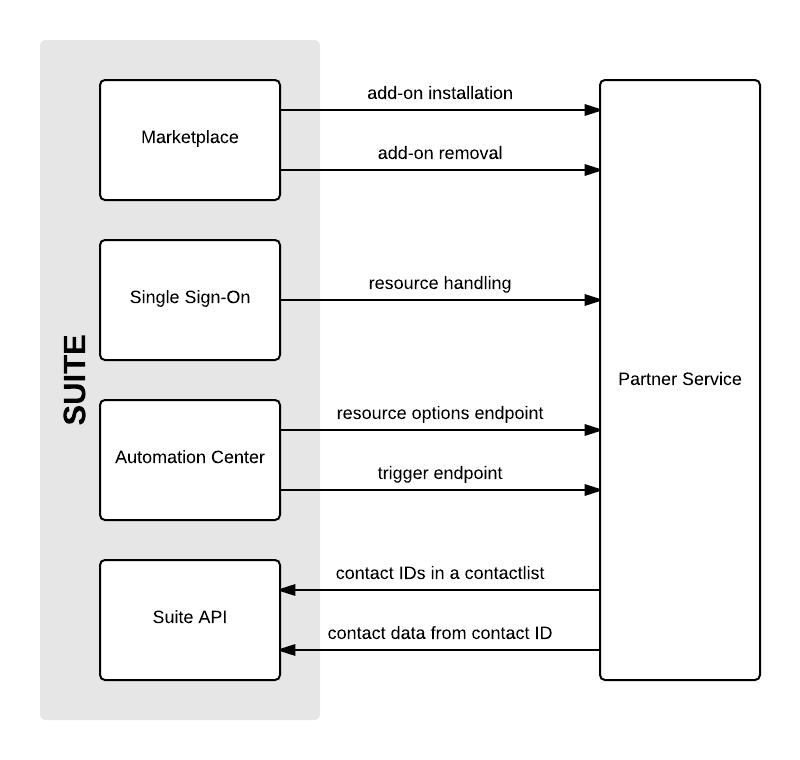 SUITE
Marketplace
add-on installation
add-on removal
Single Sign-On
resource handling
Partner Service
Automation Center
resource options endpoint
trigger endpoint
Suite API
contact IDs in a contactlist
contact data from contact ID